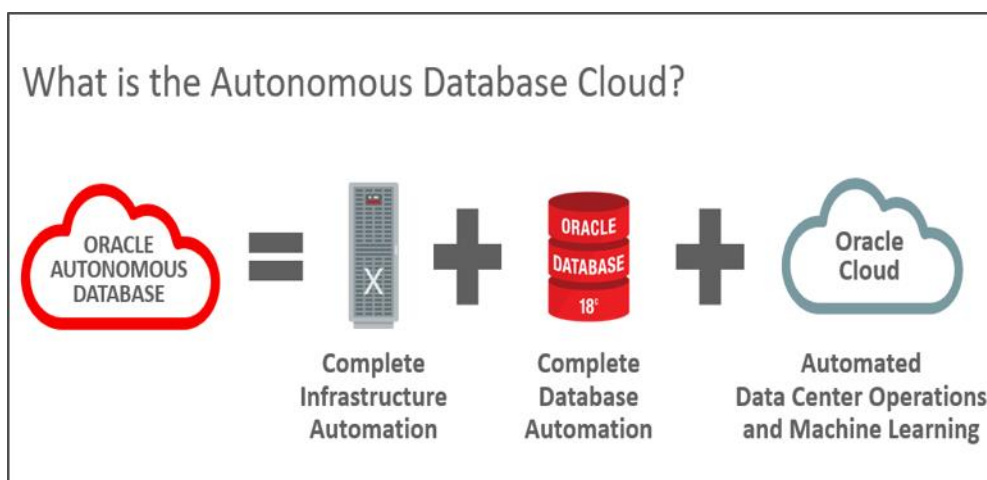 What is the Autonomous Database Cloud?
ORACLE
AUTONOMOUS
DATABASE
X
ORACLE
DATABASE
18c
Oracle
Cloud
Complete
Infrastructure
Automation
Complete
Database
Automation
Automated
Data Center Operations
and Machine Learning